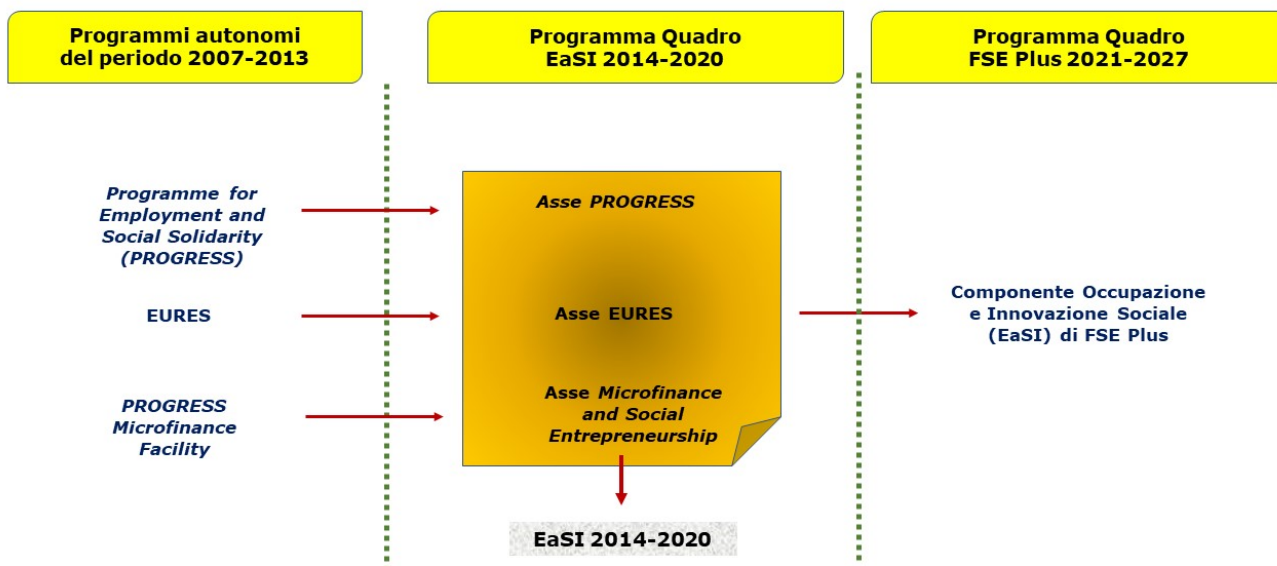 Programmi autonomi
del periodo 2007-2013
Programma Quadro
EaSI 2014-2020
Programma Quadro
FSE Plus 2021-2027
Programme for
Employment and
Social Solidarity
(PROGRESS)
EURES
PROGRESS
Microfinance
Facility
Asse PROGRESS
Asse EURES
Asse Microfinance
and Social
Entrepreneurship
EaSI 2014-2020
Componente Occupazione
e Innovazione Sociale
(EaSI) di FSE Plus